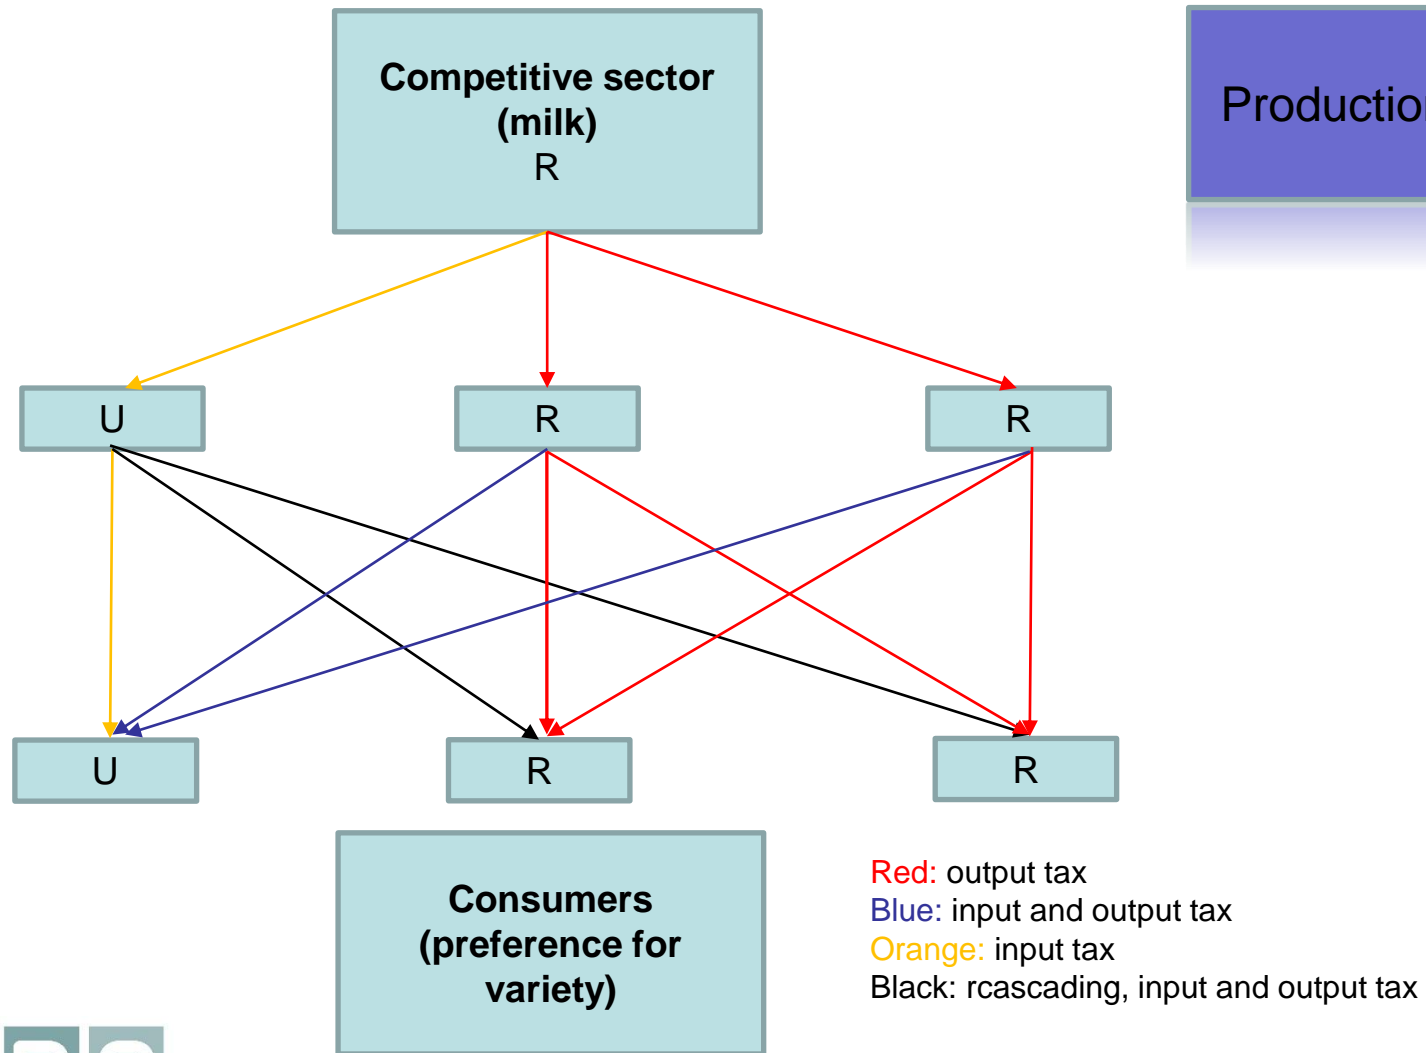 Competitive sector
(milk)
R
Production
U
R
R
U
R
R
Consumers
(preference for
variety)
Red: output tax
Blue: input and output tax
Orange: input tax
Black: rcascading, input and output tax